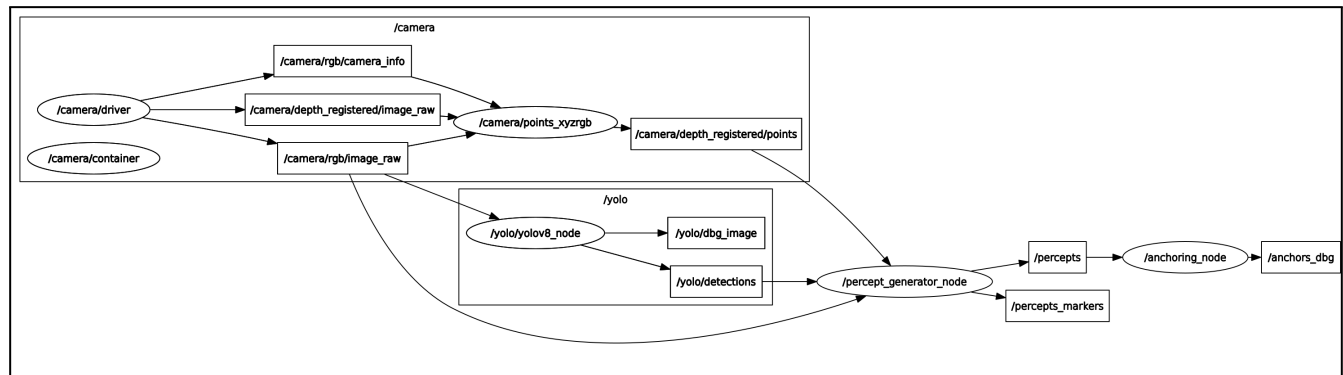 /camera
/camera/rgb/camera_info
/camera/driver
/camera/depth_registered/image_raw
/camera/points_xyzrgb
/camera/depth_registered/points
/camera/container
/camera/rgb/image_raw
/yolo
/yolo/yolov8_node
/yolo/dbg_image
/yolo/detections
/percept_generator_node
/percepts
/anchoring_node
/anchors_dbg
/percepts_markers